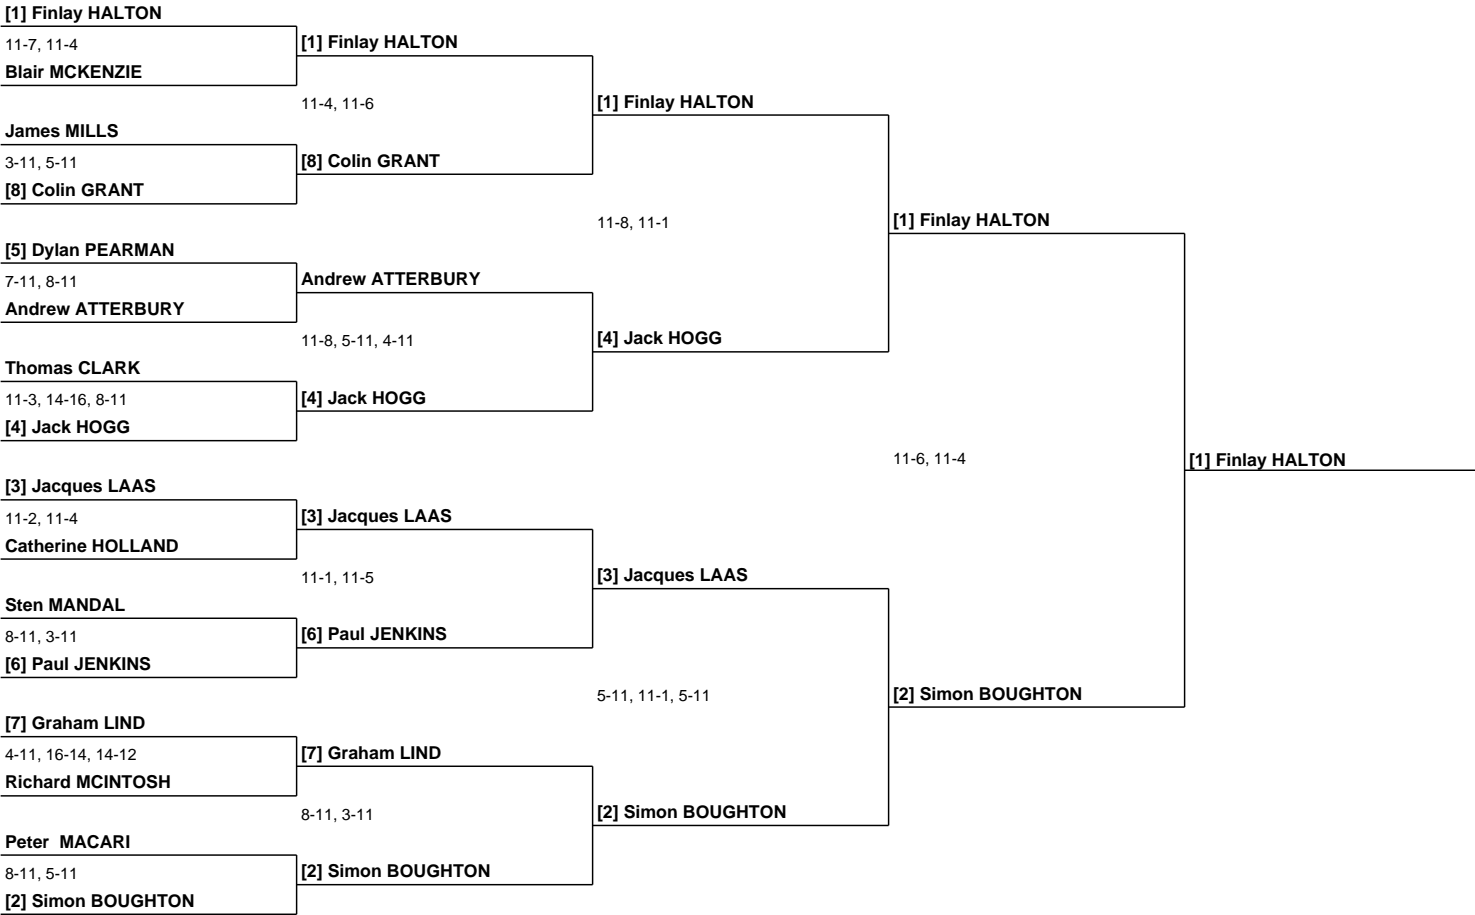 [1] Finlay HALTON
11-7, 11-4
Blair MCKENZIE
James MILLS
3-11, 5-11
[8] Colin GRANT
[5] Dylan PEARMAN
7-11, 8-11
Andrew ATTERBURY
Thomas CLARK
11-3, 14-16, 8-11
[4] Jack HOGG
[3] Jacques LAAS
11-2, 11-4
Catherine HOLLAND
Sten MANDAL
8-11, 3-11
[6] Paul JENKINS
[7] Graham LIND
4-11, 16-14, 14-12
Richard MCINTOSH
Peter  MACARI
8-11, 5-11
[2] Simon BOUGHTON
[1] Finlay HALTON
11-4, 11-6
[8] Colin GRANT
Andrew ATTERBURY
11-8, 5-11, 4-11
[4] Jack HOGG
[3] Jacques LAAS
11-1, 11-5
[6] Paul JENKINS
[7] Graham LIND
8-11, 3-11
[2] Simon BOUGHTON
[1] Finlay HALTON
11-8, 11-1
[4] Jack HOGG
[3] Jacques LAAS
5-11, 11-1, 5-11
[2] Simon BOUGHTON
[1] Finlay HALTON
11-6, 11-4
[2] Simon BOUGHTON
[1] Finlay HALTON